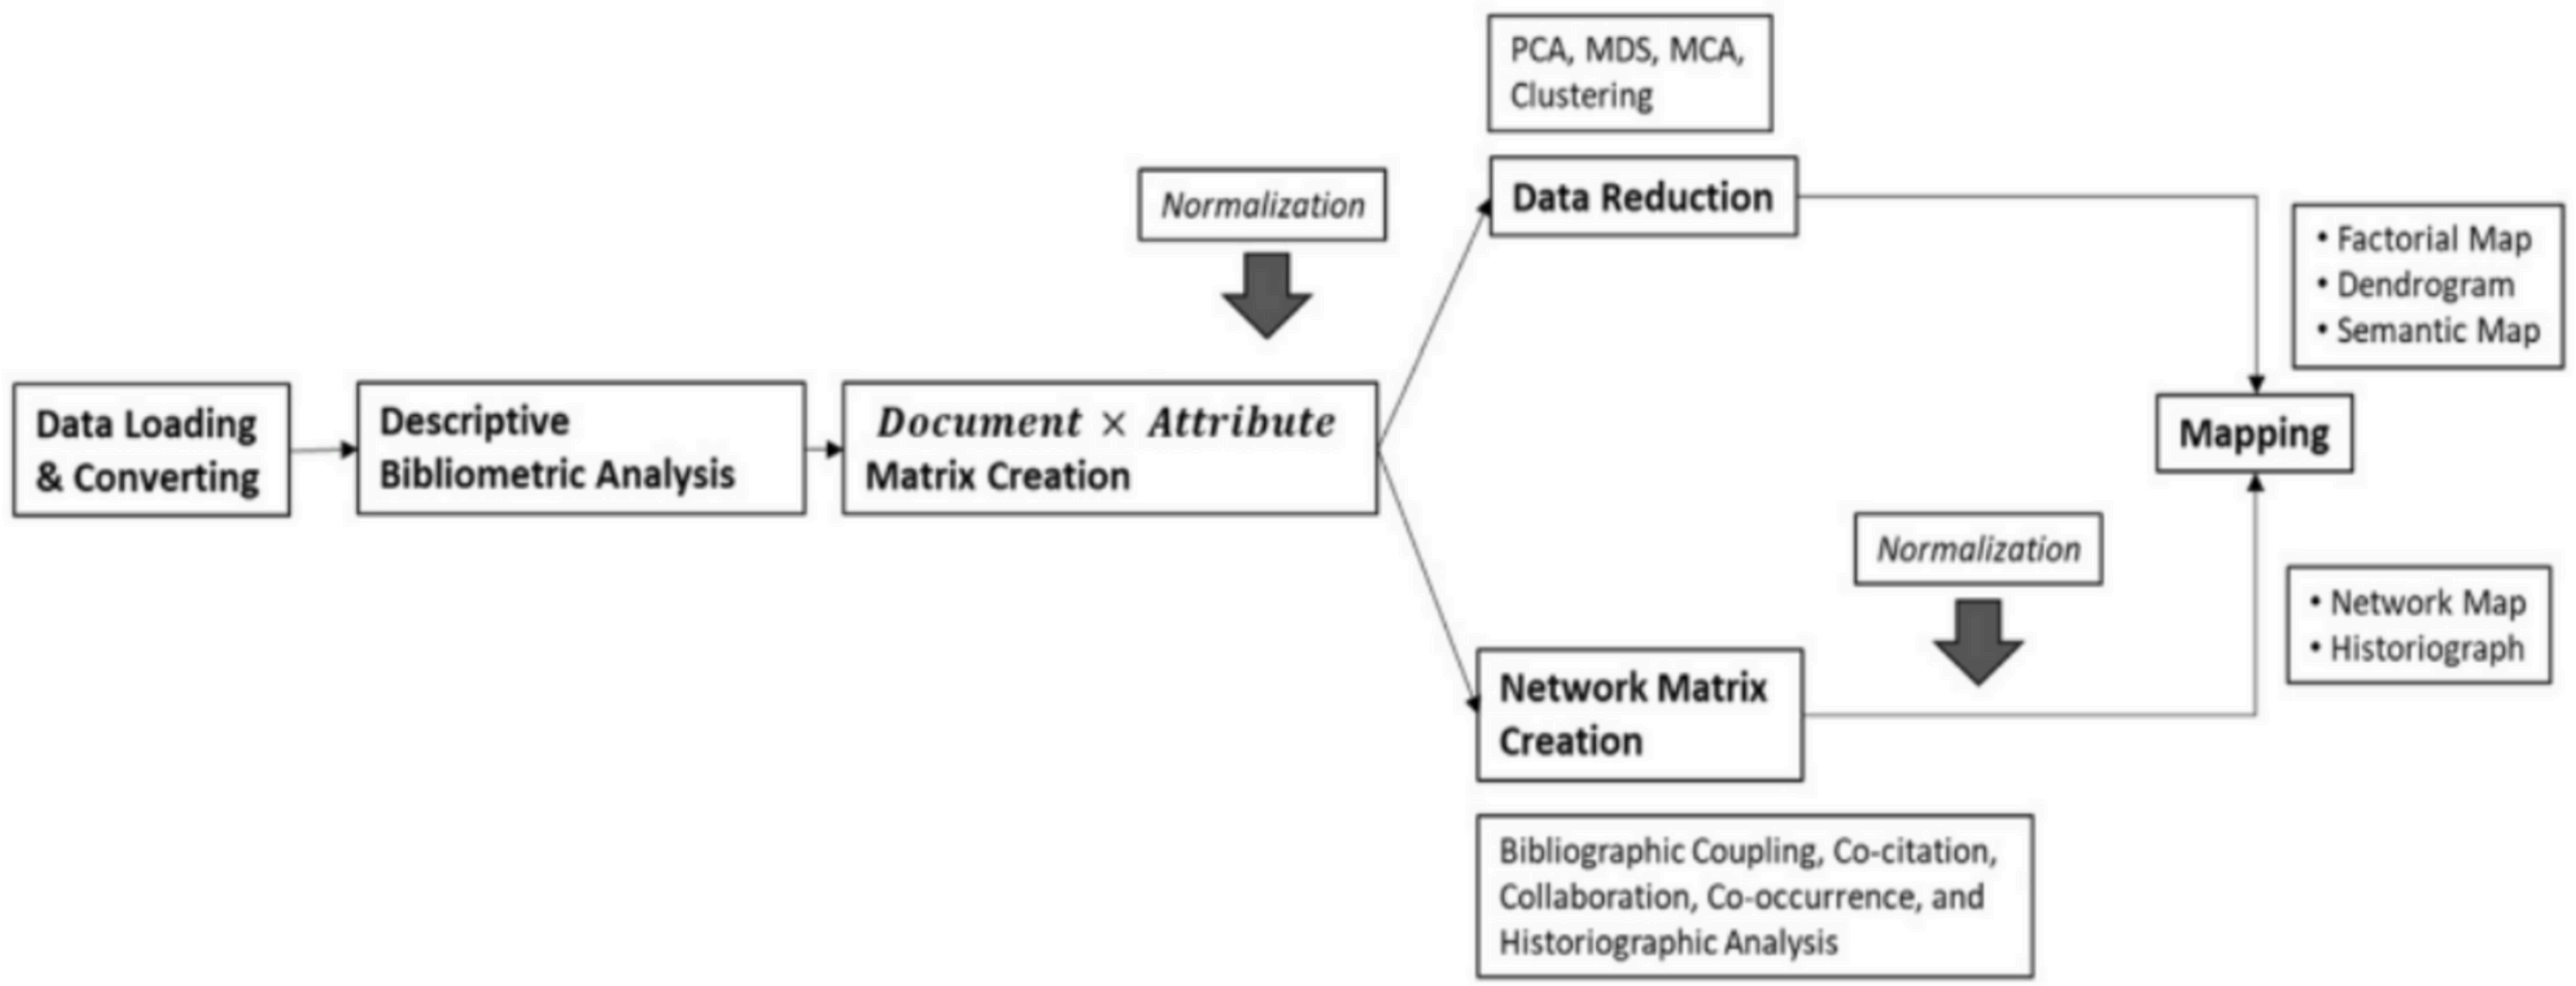 PCA, MDS, MCA,
Clustering
Normalization
Data Reduction
• Factorial Map
• Dendrogram
• Semantic Map
Data Loading
& Converting
Descriptive
Bibliometric Analysis
Document × Attribute
Matrix Creation
Mapping
Normalization
• Network Map
• Historiograph
Network Matrix
Creation
Bibliographic Coupling, Co-citation,
Collaboration, Co-occurrence, and
Historiographic Analysis